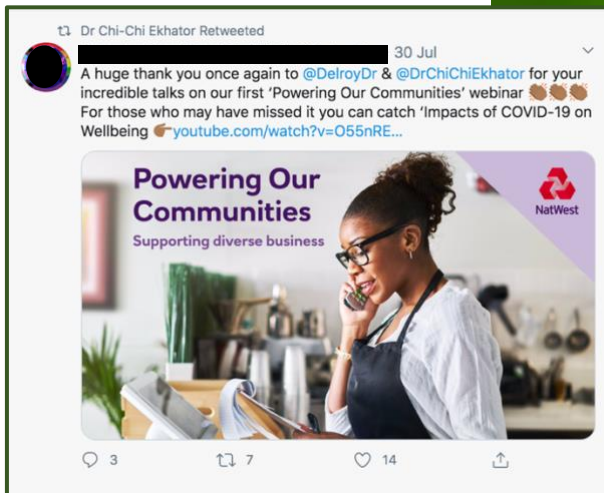 Dr Chi-Chi Ekhator Retweeted
30 Jul
A huge thank you once again to @DelroyDr & @DrChiChiEkhator for your
incredible talks on our first ‘Powering Our Communities’ webinar 👏🏾👏🏾👏🏾
For those who may have missed it you can catch ‘Impacts of COVID-19 on
Wellbeing 👉🏾youtube.com/watch?v=O55nRE...
Powering Our
Communities
Supporting diverse business
NatWest
3
7
14